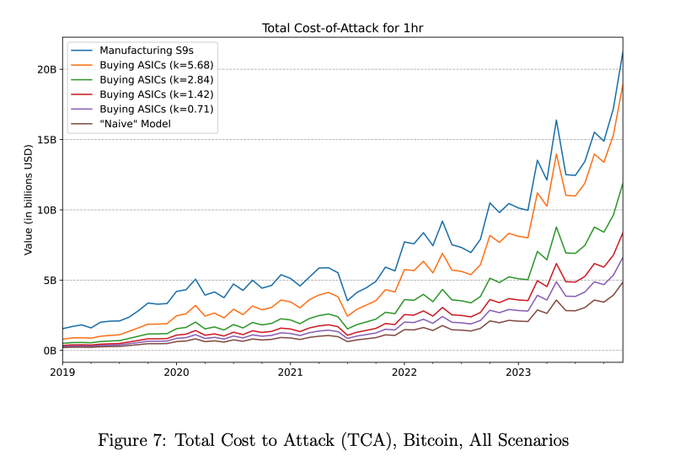 Total Cost-of-Attack for 1hr
Manufacturing S9s
Buying ASICs (k=5.68)
Buying ASICs (k=2.84)
Buying ASICs (k=1.42)
Buying ASICs (k=0.71)
"Naive" Model
Value (in billions USD)
20B
15B
10B
5B
0B
2019 2020 2021 2022 2023
Figure 7: Total Cost to Attack (TCA), Bitcoin, All Scenarios